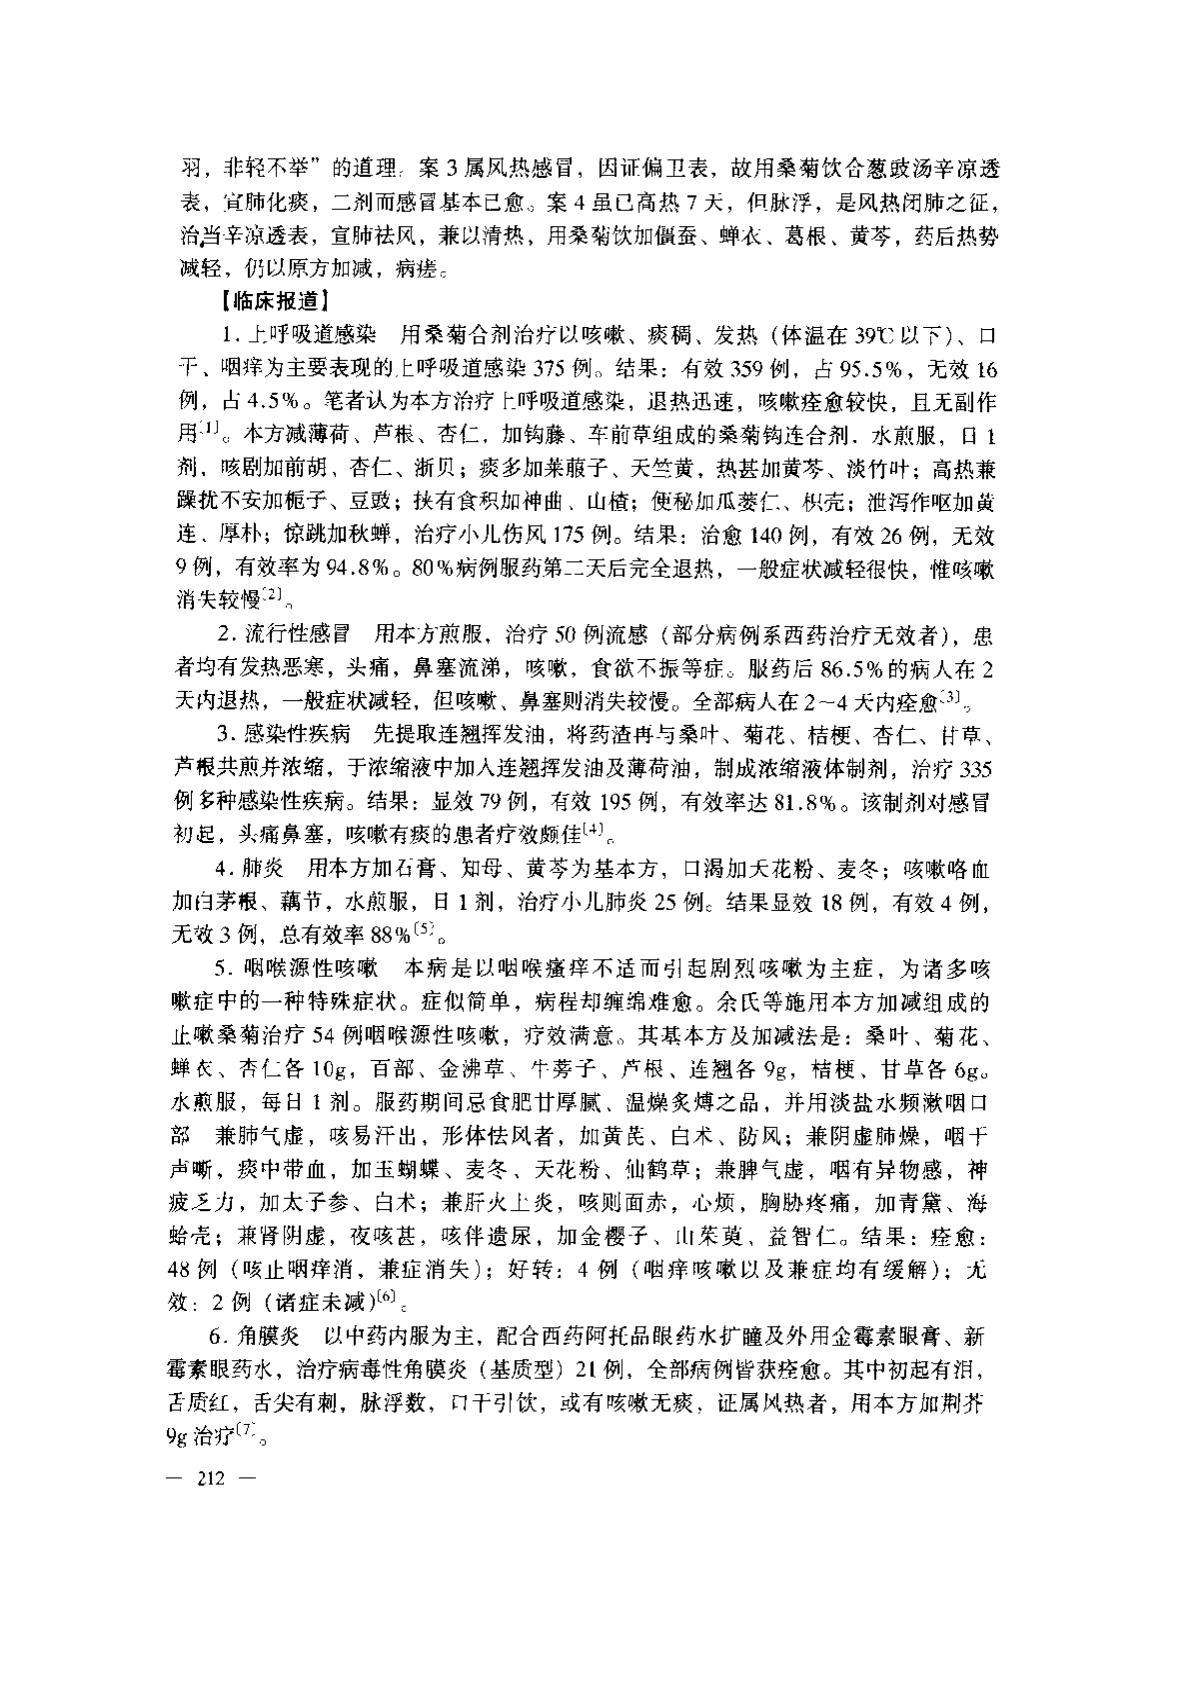 羽，非轻不举”的道理。案 3 属风热感冒，因证偏卫表，故用桑菊饮合葱豉汤辛凉透
表，宣肺化痰，二剂而感冒基本已愈。案 4 虽已高热 7 天，但脉浮，是风热闭肺之征，
治当辛凉透表，宣肺祛风，兼以清热，用桑菊饮加僵蚕、蝉衣、葛根、黄芩，药后热势
减轻，仍以原方加减，病瘥。
【临床报道】
1. 上呼吸道感染　用桑菊合剂治疗以咳嗽、痰稠、发热（体温在 39℃以下）、口
干、咽痒为主要表现的上呼吸道感染 375 例。结果：有效 359 例，占 95.5%，无效 16
例，占 4.5%。笔者认为本方治疗上呼吸道感染，退热迅速，咳嗽痊愈较快，且无副作
用〔1〕。本方减薄荷、芦根、杏仁，加钩藤、车前草组成的桑菊钩连合剂．水煎服，日 1
剂，咳剧加前胡、杏仁、浙贝；痰多加莱菔子、天竺黄，热甚加黄芩、淡竹叶；高热兼
躁扰不安加栀子、豆豉；挟有食积加神曲、山楂；便秘加瓜蒌仁、枳壳；泄泻作呕加黄
连、厚朴；惊跳加秋蝉，治疗小儿伤风 175 例。结果：治愈 140 例，有效 26 例，无效
9 例，有效率为 94.8%。80%病例服药第二天后完全退热，一般症状减轻很快，惟咳嗽
消失较慢〔2〕。
2. 流行性感冒　用本方煎服，治疗 50 例流感（部分病例系西药治疗无效者），患
者均有发热恶寒，头痛，鼻塞流涕，咳嗽，食欲不振等症。服药后 86.5%的病人在 2
天内退热，一般症状减轻，但咳嗽、鼻塞则消失较慢。全部病人在 2～4 天内痊愈〔3〕。
3. 感染性疾病　先提取连翘挥发油，将药渣再与桑叶、菊花、桔梗、杏仁、甘草、
芦根共煎并浓缩，于浓缩液中加入连翘挥发油及薄荷油，制成浓缩液体制剂，治疗 335
例多种感染性疾病。结果：显效 79 例，有效 195 例，有效率达 81.8%。该制剂对感冒
初起，头痛鼻塞，咳嗽有痰的患者疗效颇佳〔4〕。
4. 肺炎　用本方加石膏、知母、黄芩为基本方，口渴加天花粉、麦冬；咳嗽咯血
加白茅根、藕节，水煎服，日 1 剂，治疗小儿肺炎 25 例。结果显效 18 例，有效 4 例，
无效 3 例，总有效率 88%〔5〕。
5. 咽喉源性咳嗽　本病是以咽喉瘙痒不适而引起剧烈咳嗽为主症，为诸多咳
嗽症中的一种特殊症状。症似简单，病程却缠绵难愈。余氏等施用本方加减组成的
止嗽桑菊治疗 54 例咽喉源性咳嗽，疗效满意。其基本方及加减法是：桑叶、菊花、
蝉衣、杏仁各 10g，百部、金沸草、牛蒡子、芦根、连翘各 9g，桔梗、甘草各 6g。
水煎服，每日 1 剂。服药期间忌食肥甘厚腻、温燥炙煿之品，并用淡盐水频漱咽口
部　兼肺气虚，咳易汗出，形体怯风者，加黄芪、白术、防风；兼阴虚肺燥，咽干
声嘶，痰中带血，加玉蝴蝶、麦冬、天花粉、仙鹤草；兼脾气虚，咽有异物感，神
疲乏力，加太子参、白术；兼肝火上炎，咳则面赤，心烦，胸胁疼痛，加青黛、海
蛤壳；兼肾阴虚，夜咳甚，咳伴遗尿，加金樱子、山茱萸、益智仁。结果：痊愈：
48 例（咳止咽痒消，兼症消失）；好转：4 例（咽痒咳嗽以及兼症均有缓解）；无
效：2 例（诸症未减）〔6〕。
6. 角膜炎　以中药内服为主，配合西药阿托品眼药水扩瞳及外用金霉素眼膏、新
霉素眼药水，治疗病毒性角膜炎（基质型）21 例，全部病例皆获痊愈。其中初起有泪，
舌质红，舌尖有刺，脉浮数，口干引饮，或有咳嗽无痰，证属风热者，用本方加荆芥
9g 治疗〔7〕。
— 212 —